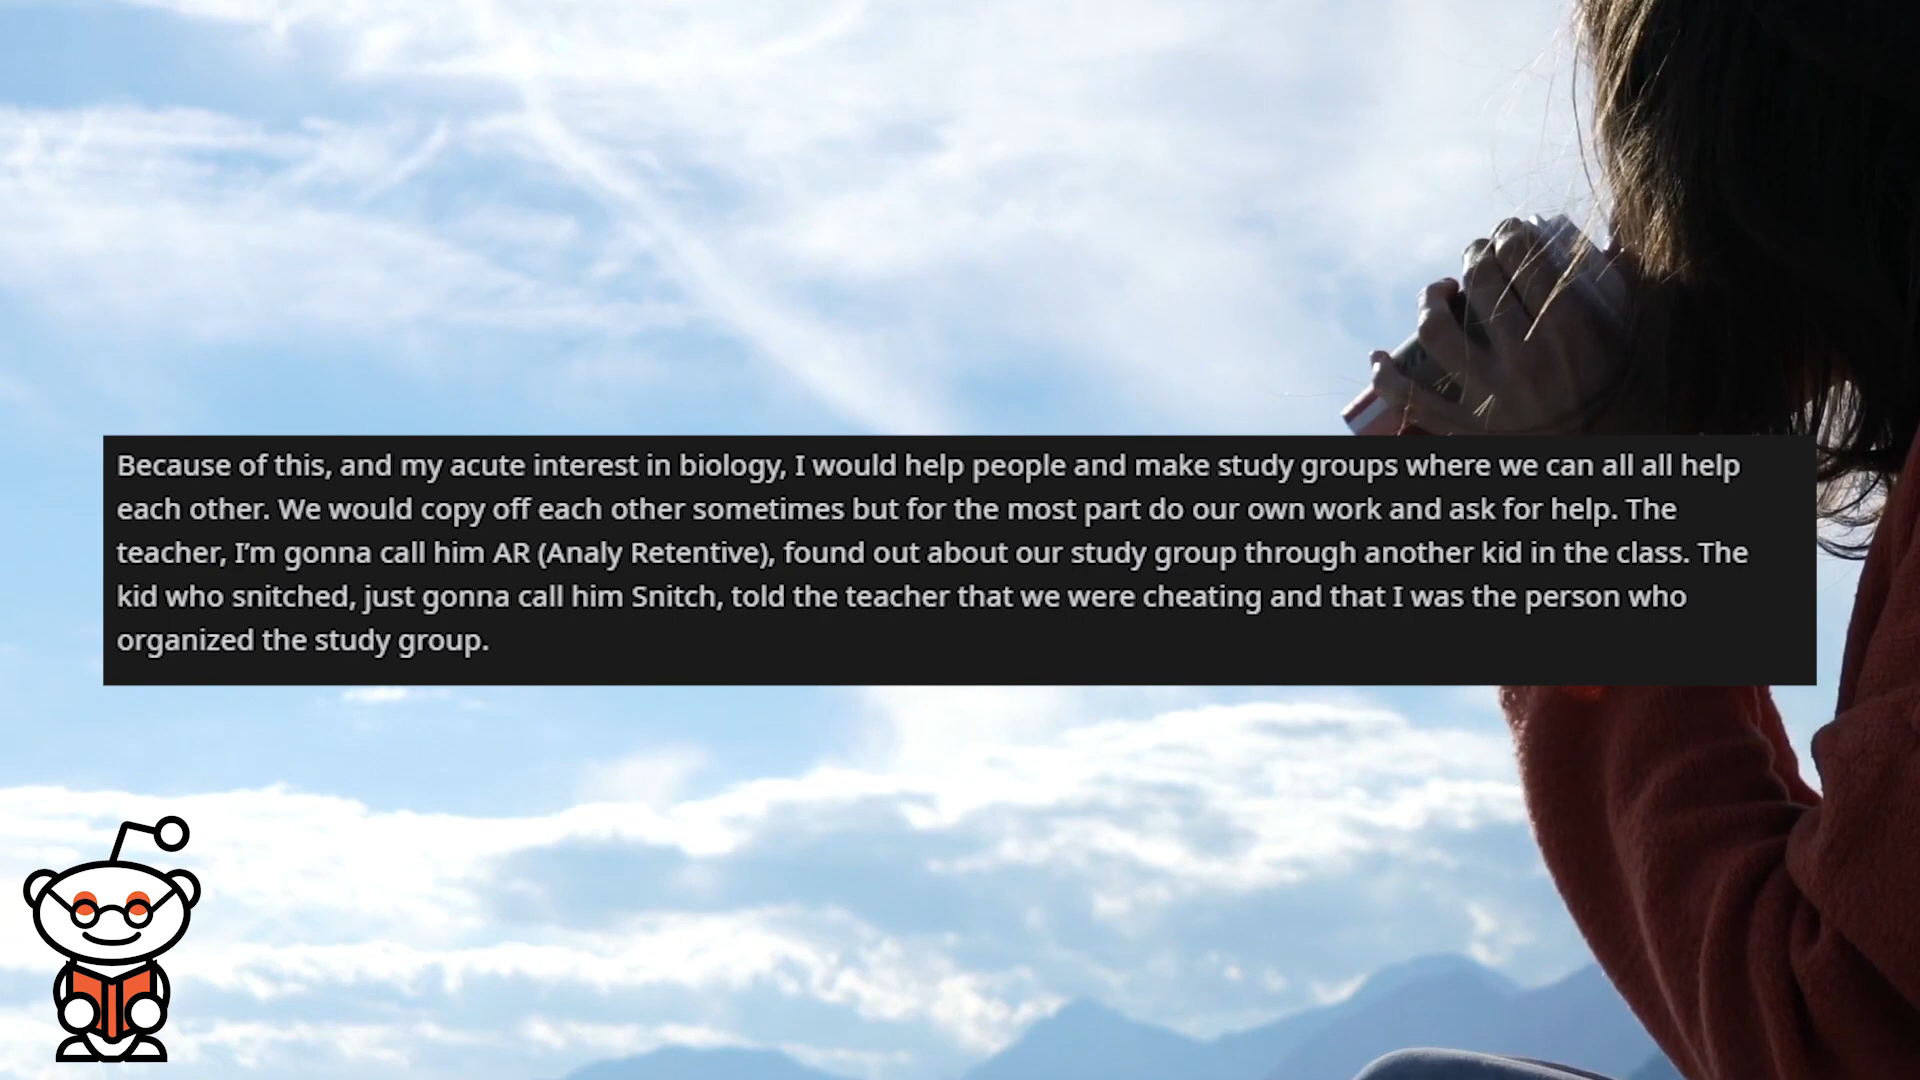 Because of this, and my acute interest in biology, I would help people and make study groups where we can all all help
each other. We would copy off each other sometimes but for the most part do our own work and ask for help. The
teacher, I’m gonna call him AR (Analy Retentive), found out about our study group through another kid in the class. The
kid who snitched, just gonna call him Snitch, told the teacher that we were cheating and that I was the person who
organized the study group.